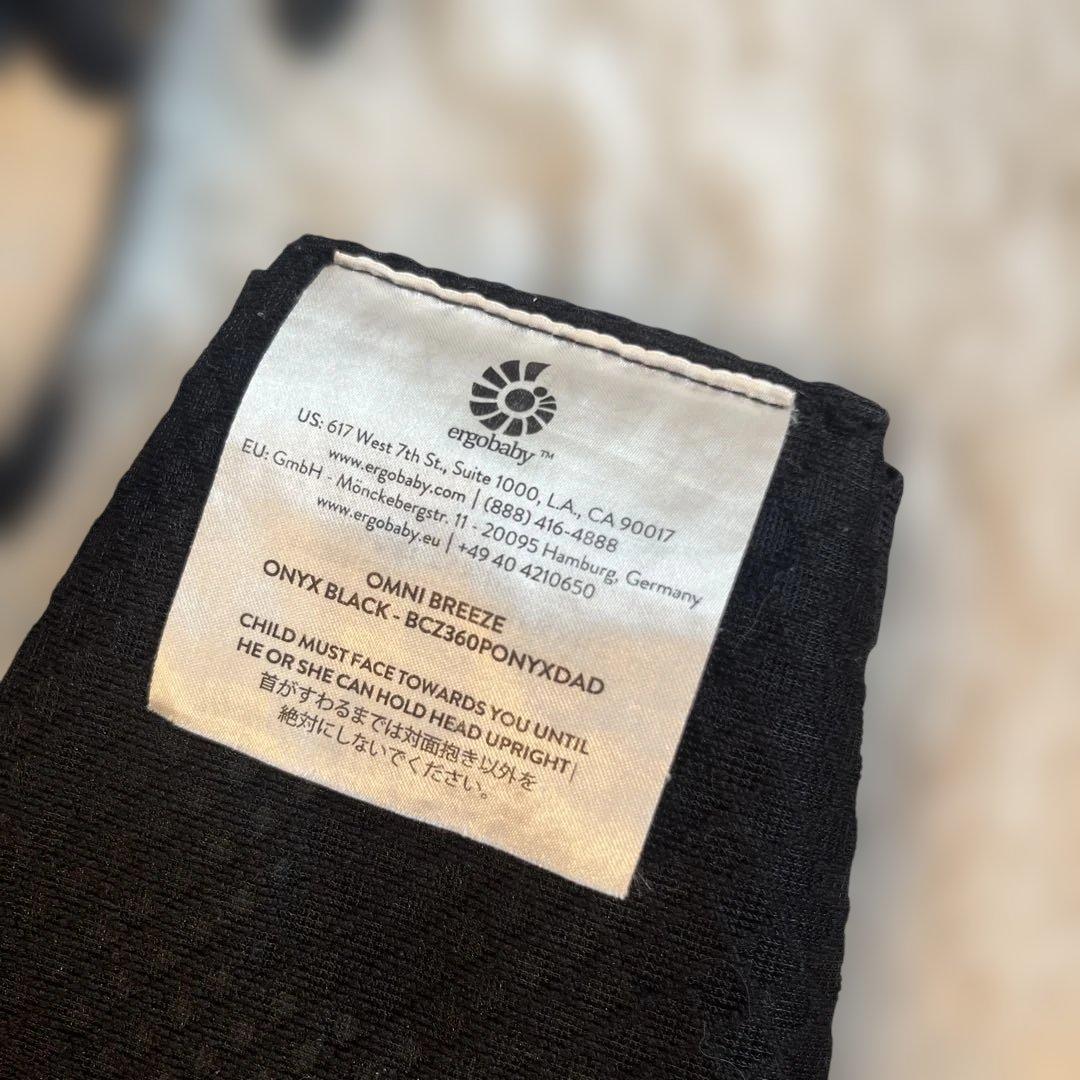 ergobaby™
US: 617 West 7th St., Suite 1000, L.A., CA 90017
www.ergobaby.com | (888) 416-4888
EU: GmbH - Mönckebergstr. 11 - 20095 Hamburg, Germany
www.ergobaby.eu | +49 40 4210650
OMNI BREEZE
ONYX BLACK - BCZ360PONYXDAD
CHILD MUST FACE TOWARDS YOU UNTIL
HE OR SHE CAN HOLD HEAD UPRIGHT|
首がすわるまでは対面抱き以外を
絶対にしないでください。